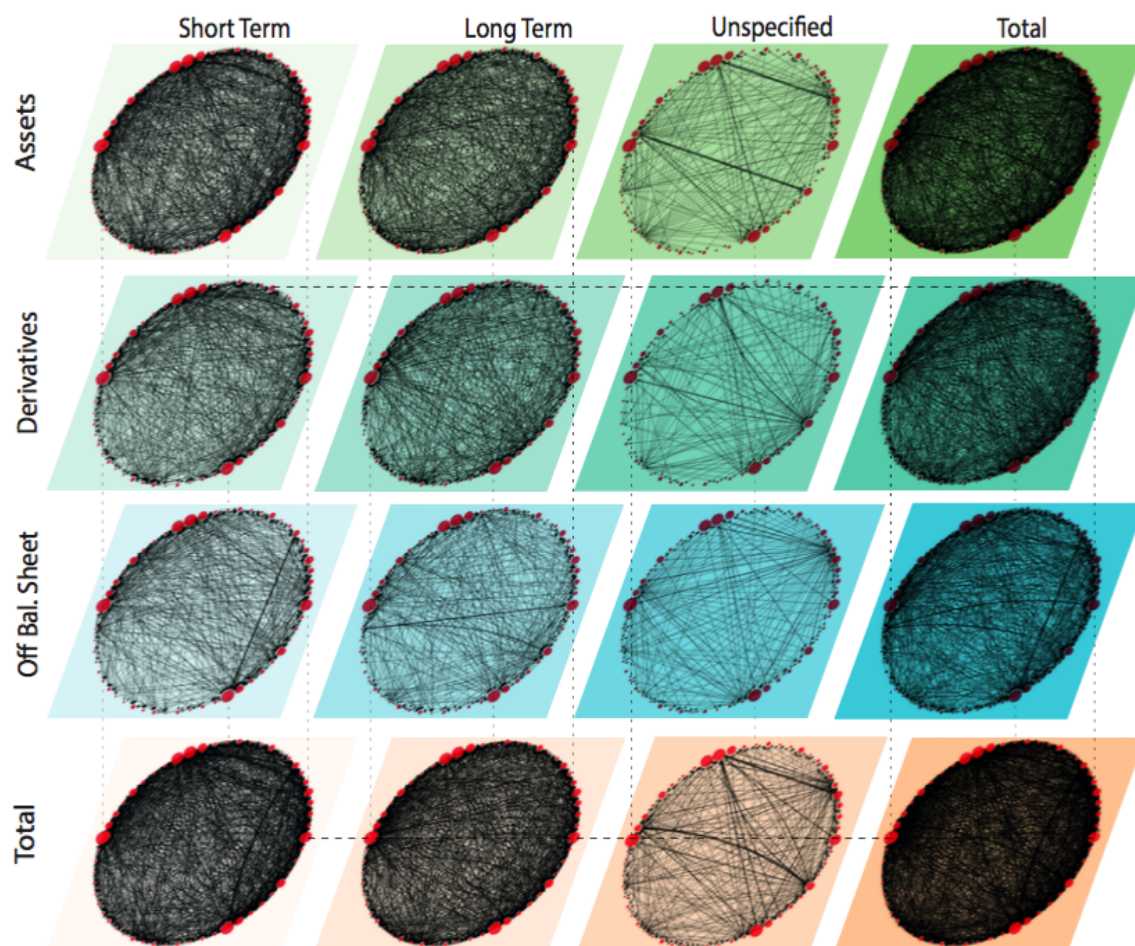 Short Term
Long Term
Unspecified
Total
Assets
Derivatives
Off Bal. Sheet
Total